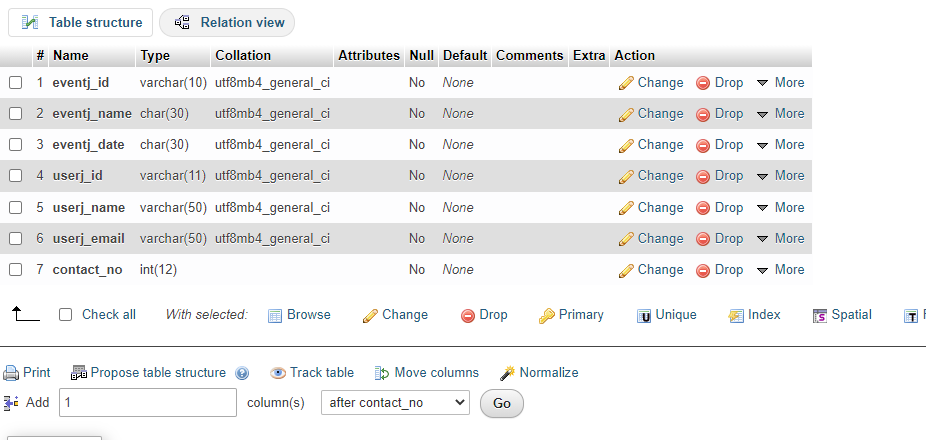 Table structure Relation view
# Name Type Collation Attributes Null Default Comments Extra Action
1 eventj_id varchar(10) utf8mb4_general_ci No None Change Drop More
2 eventj_name char(30) utf8mb4_general_ci No None Change Drop More
3 eventj_date char(30) utf8mb4_general_ci No None Change Drop More
4 userj_id varchar(11) utf8mb4_general_ci No None Change Drop More
5 userj_name varchar(50) utf8mb4_general_ci No None Change Drop More
6 userj_email varchar(50) utf8mb4_general_ci No None Change Drop More
7 contact_no int(12) No None Change Drop More
Check all With selected: Browse Change Drop Primary Unique Index Spatial
Print Propose table structure Track table Move columns Normalize
Add 1 column(s) after contact_no Go